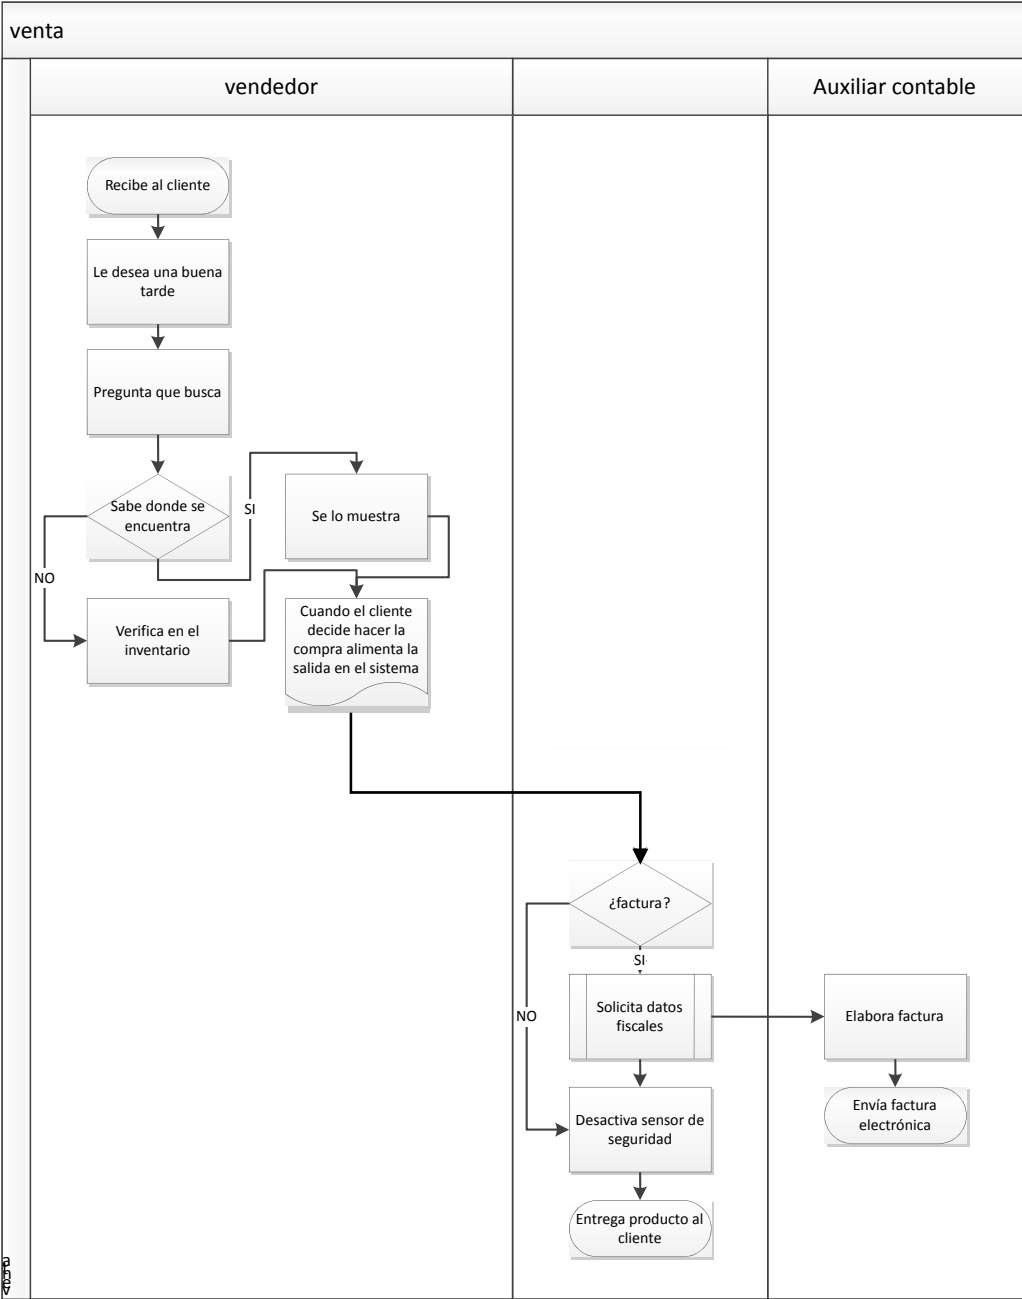 venta
vendedor
Auxiliar contable
Recibe al cliente
Le desea una buena
tarde
Pregunta que busca
Sabe donde se
encuentra
SI
Se lo muestra
NO
Verifica en el
inventario
Cuando el cliente
decide hacer la
compra alimenta la
salida en el sistema
¿factura?
SI
NO
Solicita datos
fiscales
Elabora factura
Desactiva sensor de
seguridad
Envía factura
electrónica
Entrega producto al
cliente